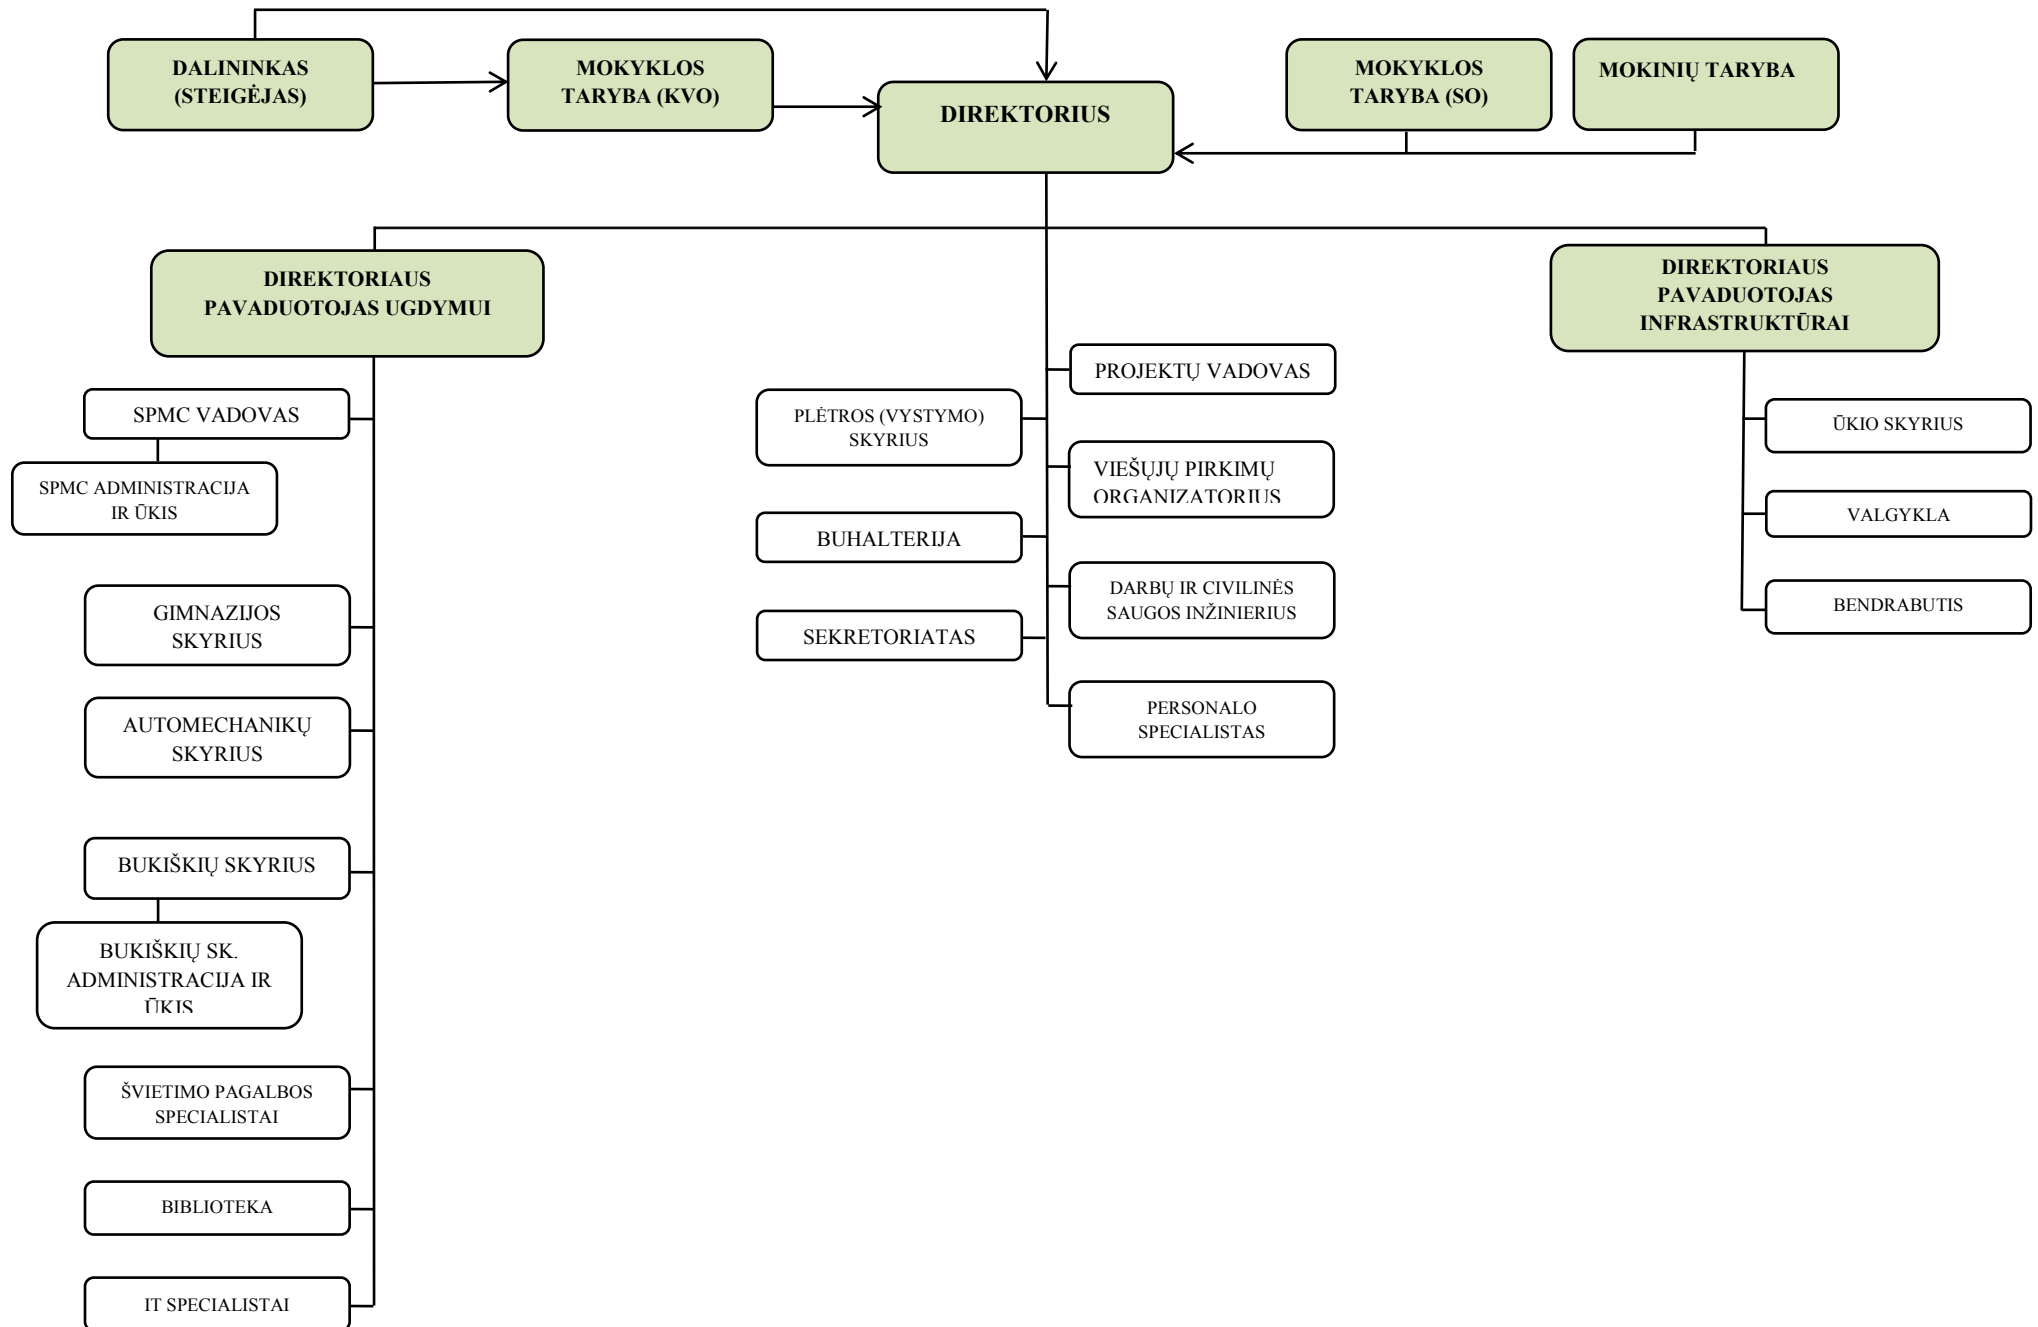 DALININKAS
(STEIGĖJAS)
MOKYKLOS
TARYBA (KVO)
DIREKTORIUS
MOKYKLOS
TARYBA (SO)
MOKINIŲ TARYBA
DIREKTORIAUS
PAVADUOTOJAS UGDYMUI
DIREKTORIAUS
PAVADUOTOJAS
INFRASTRUKTŪRAI
SPMC VADOVAS
SPMC ADMINISTRACIJA
IR ŪKIS
GIMNAZIJOS
SKYRIUS
AUTOMECHANIKŲ
SKYRIUS
BUKIŠKIŲ SKYRIUS
BUKIŠKIŲ SK.
ADMINISTRACIJA IR
ŪKIS
ŠVIETIMO PAGALBOS
SPECIALISTAI
BIBLIOTEKA
IT SPECIALISTAI
PROJEKTŲ VADOVAS
PLĖTROS (VYSTYMO)
SKYRIUS
VIEŠŲJŲ PIRKIMŲ
ORGANIZATORIUS
BUHALTERIJA
DARBŲ IR CIVILINĖS
SAUGOS INŽINIERIUS
SEKRETORIATAS
PERSONALO
SPECIALISTAS
ŪKIO SKYRIUS
VALGYKLA
BENDRABUTIS